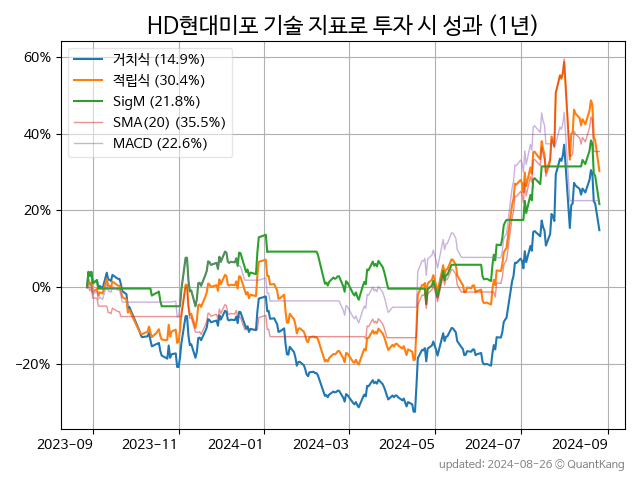 HD현대미포 기술 지표로 투자 시 성과 (1년)
거치식 (14.9%)
적립식 (30.4%)
SigM (21.8%)
SMA(20) (35.5%)
MACD (22.6%)
60%
40%
20%
0%
−20%
2023-09
2023-11
2024-01
2024-03
2024-05
2024-07
2024-09
updated: 2024-08-26 © QuantKang